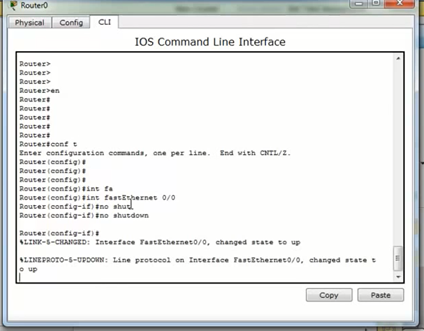 Router0
Physical
Config
CLI
IOS Command Line Interface
Router>
Router>
Router>
Router>en
Router#
Router#
Router#
Router#
Router#
Router#conf t
Enter configuration commands, one per line.  End with CNTL/Z.
Router(config)#
Router(config)#
Router(config)#
Router(config)#int fa
Router(config)#int fastEthernet 0/0
Router(config-if)#no shut
Router(config-if)#no shutdown
Router(config-if)#
%LINK-5-CHANGED: Interface FastEthernet0/0, changed state to up
%LINEPROTO-5-UPDOWN: Line protocol on Interface FastEthernet0/0, changed state t
o up
Copy
Paste